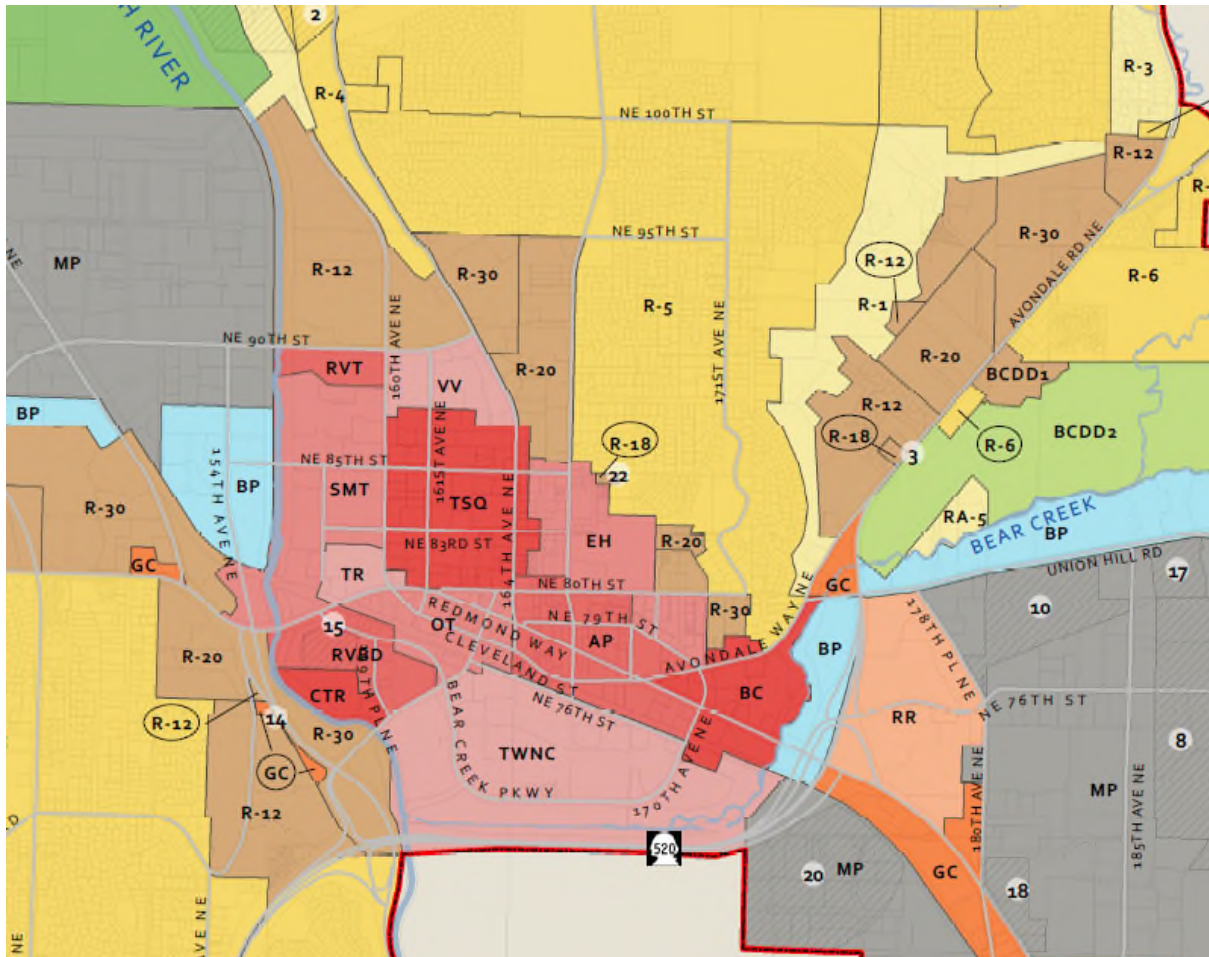 2
H RIVER
R-4
R-3
NE 100TH ST
R-12
R-
NE
MP
R-12
R-30
NE 95TH ST
R-30
R-12
R-5
R-1
R-6
171ST AVE NE
AVONDALE RD NE
160TH AVE NE
NE 90TH ST
RVT
VV
R-20
R-20
BCDD1
BP
161ST AVE NE
R-12
R-18
R-18
3
R-6
BCDD2
154TH AVE NE
BP
NE 85TH ST
22
SMT
TSQ
164TH AVE NE
R-30
RA-5
BEAR CREEK
BP
EH
R-20
NE 83RD ST
UNION HILL RD
GC
TR
NE 80TH ST
GC
17
10
178TH PL NE
REDMOND WAY
NE 79TH ST
R-30
AVONDALE WAY NE
15
OT
AP
BP
R-20
RVBD
CLEVELAND ST
CTR
BC
NE 76TH ST
RR
NE 76TH ST
R-12
14
R-30
BEAR CREEK PKWY
TWNC
8
GC
170TH AVE NE
MP
R-12
180TH AVE NE
185TH AVE NE
520
20
MP
GC
18
AVE NE
NE